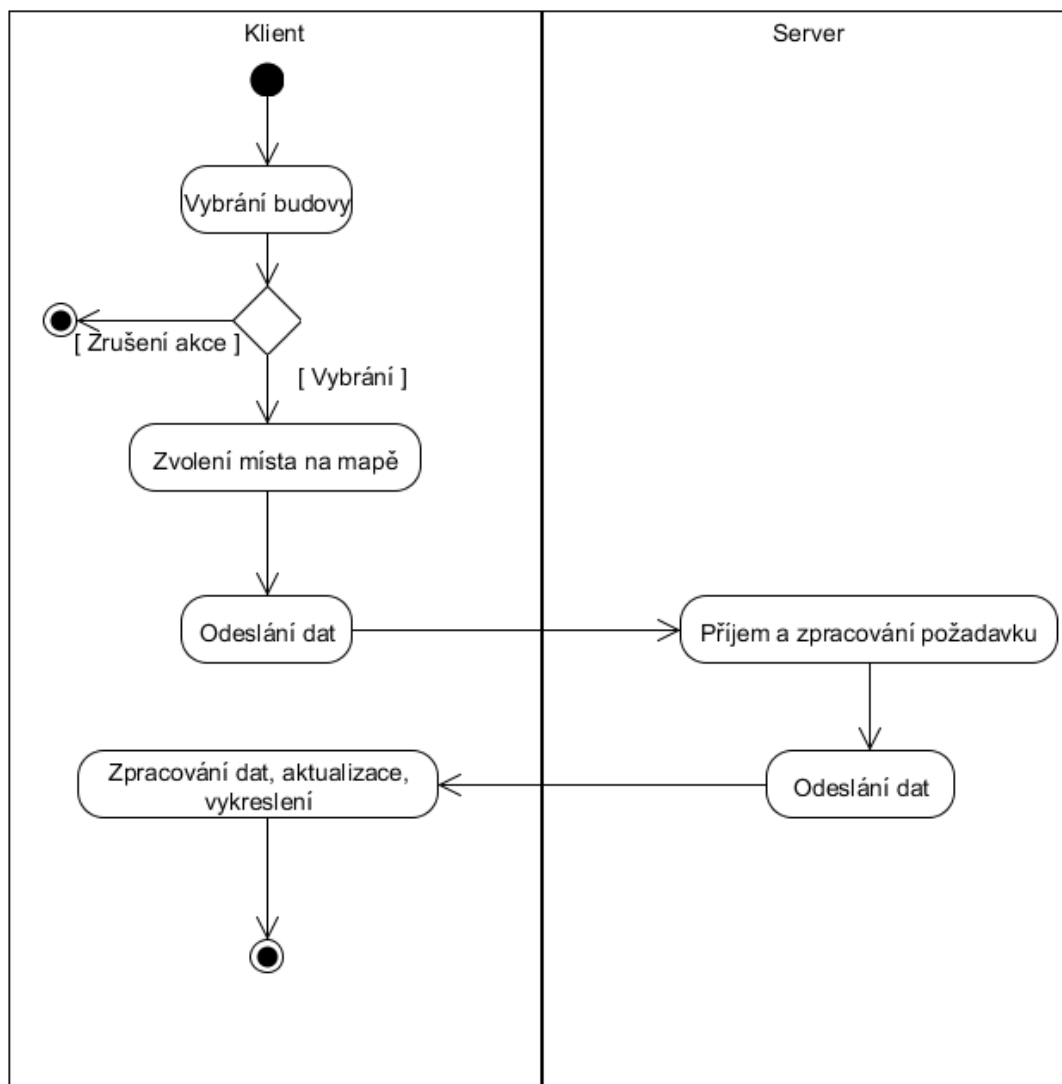 Klient
Server
Vybrání budovy
[ Zrušení akce ]
[ Vybrání ]
Zvolení místa na mapě
Odeslání dat
Příjem a zpracování požadavku
Zpracování dat, aktualizace,
vykreslení
Odeslání dat